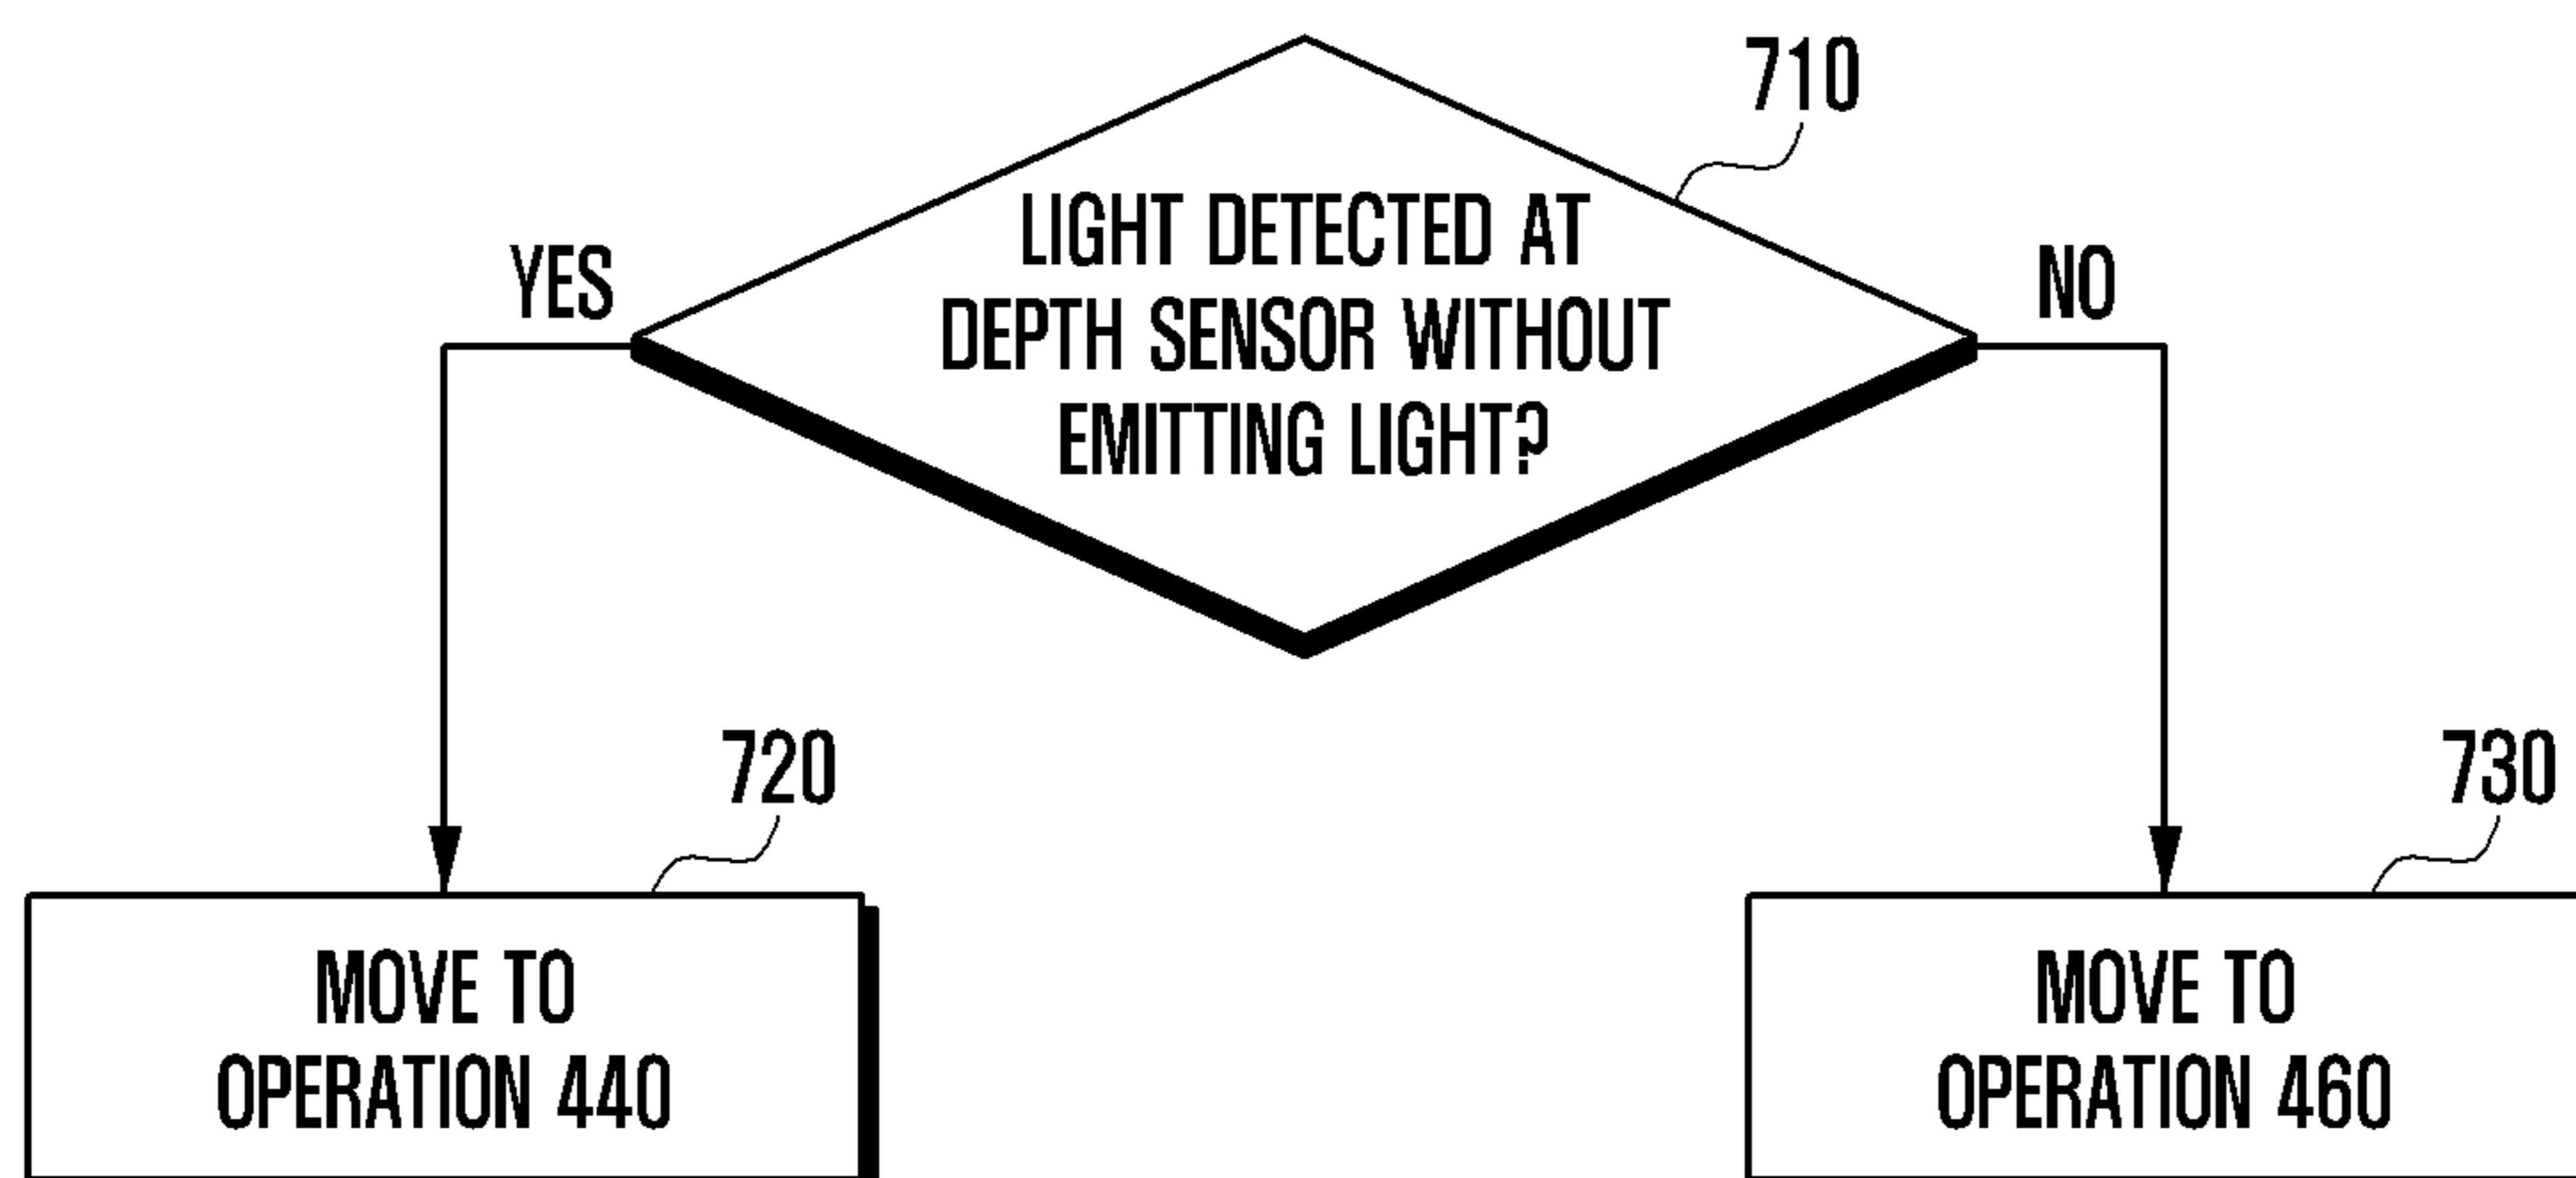 710
LIGHT DETECTED AT
DEPTH SENSOR WITHOUT
EMITTING LIGHT?
YES
NO
720
MOVE TO
OPERATION 440
730
MOVE TO
OPERATION 460